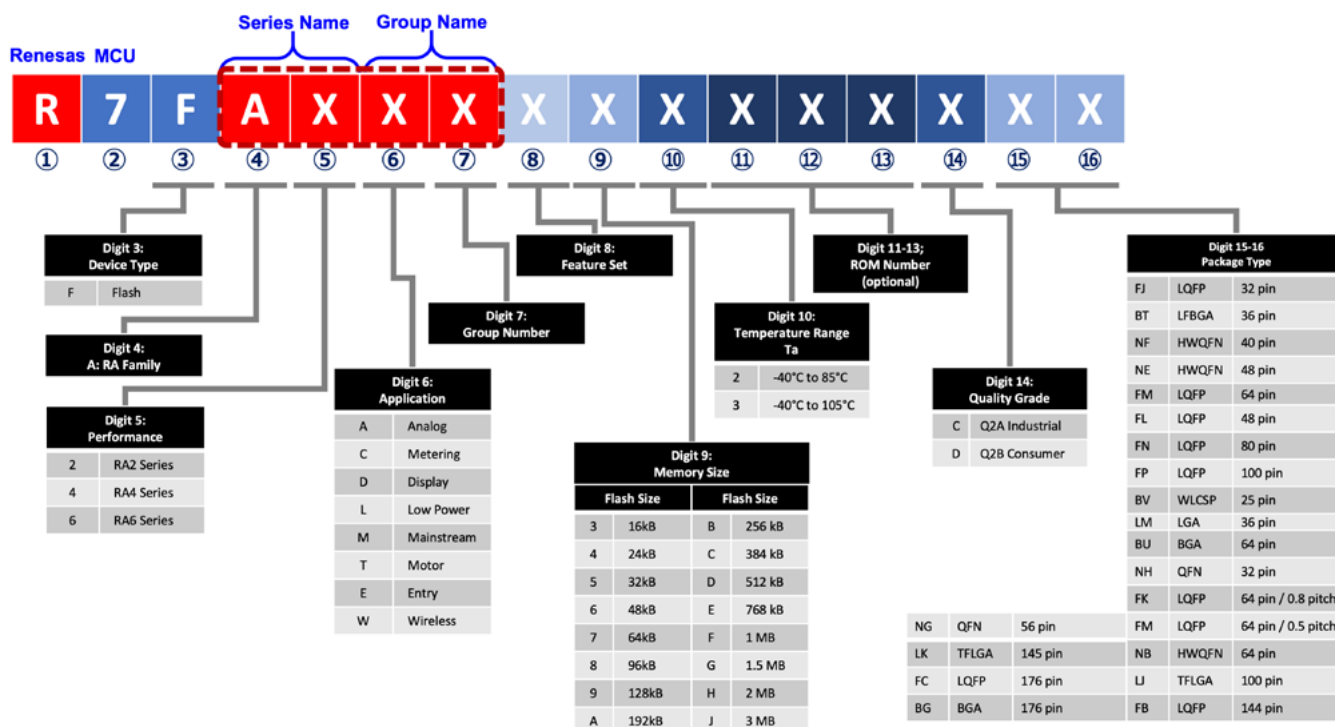 Series Name Group Name
Renesas MCU
R 7 F A X X X X X X X X X X X X
① ② ③ ④ ⑤ ⑥ ⑦ ⑧ ⑨ ⑩ ⑪ ⑫ ⑬ ⑭ ⑮ ⑯
Digit 3:
Device Type
F Flash
Digit 4:
A: RA Family
Digit 5:
Performance
2 RA2 Series
4 RA4 Series
6 RA6 Series
Digit 6:
Application
A Analog
C Metering
D Display
L Low Power
M Mainstream
T Motor
E Entry
W Wireless
Digit 7:
Group Number
Digit 8:
Feature Set
Digit 9:
Memory Size
Flash Size Flash Size
3 16kB B 256 kB
4 24kB C 384 kB
5 32kB D 512 kB
6 48kB E 768 kB
7 64kB F 1 MB
8 96kB G 1.5 MB
9 128kB H 2 MB
A 192kB J 3 MB
Digit 10:
Temperature Range
Ta
2 -40°C to 85°C
3 -40°C to 105°C
Digit 11-13;
ROM Number
(optional)
Digit 14:
Quality Grade
C Q2A Industrial
D Q2B Consumer
Digit 15-16
Package Type
FJ LQFP 32 pin
BT LFBGA 36 pin
NF HWQFN 40 pin
NE HWQFN 48 pin
FM LQFP 64 pin
FL LQFP 48 pin
FN LQFP 80 pin
FP LQFP 100 pin
BV WLCSP 25 pin
LM LGA 36 pin
BU BGA 64 pin
NH QFN 32 pin
FK LQFP 64 pin / 0.8 pitch
FM LQFP 64 pin / 0.5 pitch
NB HWQFN 64 pin
LJ TFLGA 100 pin
FB LQFP 144 pin
NG QFN 56 pin
LK TFLGA 145 pin
FC LQFP 176 pin
BG BGA 176 pin